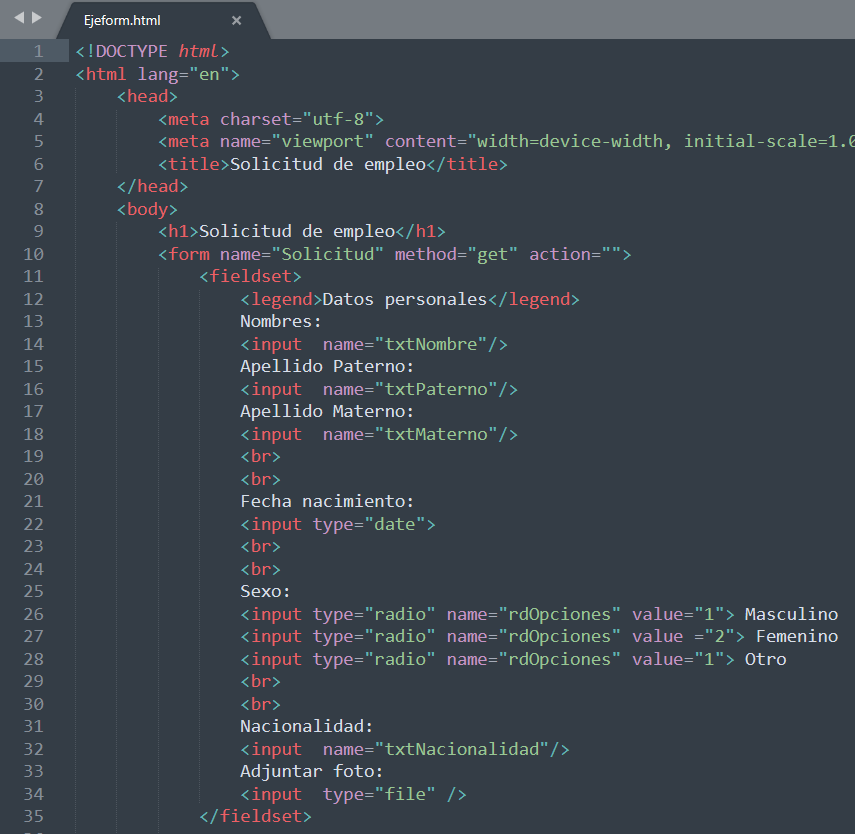 Ejeform.html ×
1 <!DOCTYPE html>
2 <html lang="en">
3 <head>
4 <meta charset="utf-8">
5 <meta name="viewport" content="width=device-width, initial-scale=1.0
6 <title>Solicitud de empleo</title>
7 </head>
8 <body>
9 <h1>Solicitud de empleo</h1>
10 <form name="Solicitud" method="get" action="">
11 <fieldset>
12 <legend>Datos personales</legend>
13 Nombres:
14 <input  name="txtNombre"/>
15 Apellido Paterno:
16 <input  name="txtPaterno"/>
17 Apellido Materno:
18 <input  name="txtMaterno"/>
19 <br>
20 <br>
21 Fecha nacimiento:
22 <input type="date">
23 <br>
24 <br>
25 Sexo:
26 <input type="radio" name="rdOpciones" value="1"> Masculino
27 <input type="radio" name="rdOpciones" value ="2"> Femenino
28 <input type="radio" name="rdOpciones" value="1"> Otro
29 <br>
30 <br>
31 Nacionalidad:
32 <input  name="txtNacionalidad"/>
33 Adjuntar foto:
34 <input  type="file" />
35 </fieldset>